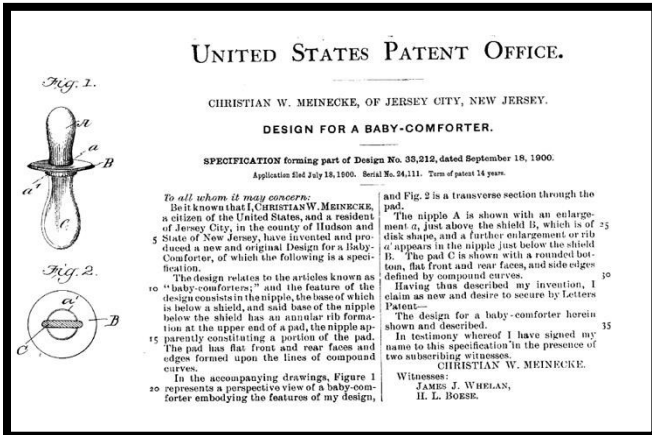 UNITED STATES PATENT OFFICE.
CHRISTIAN W. MEINECKE, OF JERSEY CITY, NEW JERSEY.
DESIGN FOR A BABY-COMFORTER.
SPECIFICATION forming part of Design No. 33,212, dated September 18, 1900.
Application filed July 18, 1900. Serial No. 24,111. Term of patent 14 years.
Fig. 1.
A
a
B
a'
C
Fig. 2.
a'
B
C
To all whom it may concern:
Be it known that I, CHRISTIAN W. MEINECKE,
a citizen of the United States, and a resident
of Jersey City, in the county of Hudson and
5 State of New Jersey, have invented and pro-
duced a new and original Design for a Baby-
Comforter, of which the following is a speci-
fication.
The design relates to the articles known as
10 "baby-comforters;" and the feature of the
design consists in the nipple, the base of which
is below a shield, and said base of the nipple
below the shield has an annular rib forma-
tion at the upper end of a pad, the nipple ap-
15 parently constituting a portion of the pad.
The pad has flat front and rear faces and
edges formed upon the lines of compound
curves.
In the accompanying drawings, Figure 1
20 represents a perspective view of a baby-com-
forter embodying the features of my design,
and Fig. 2 is a transverse section through the
pad.
The nipple A is shown with an enlarge-
ment a, just above the shield B, which is of 25
disk shape, and a further enlargement or rib
a' appears in the nipple just below the shield
B. The pad C is shown with a rounded bot-
tom, flat front and rear faces, and side edges
defined by compound curves. 30
Having thus described my invention, I
claim as new and desire to secure by Letters
Patent—
The design for a baby-comforter herein
shown and described. 35
In testimony whereof I have signed my
name to this specification in the presence of
two subscribing witnesses.
CHRISTIAN W. MEINECKE.
Witnesses:
JAMES J. WHELAN,
H. L. BOESE.